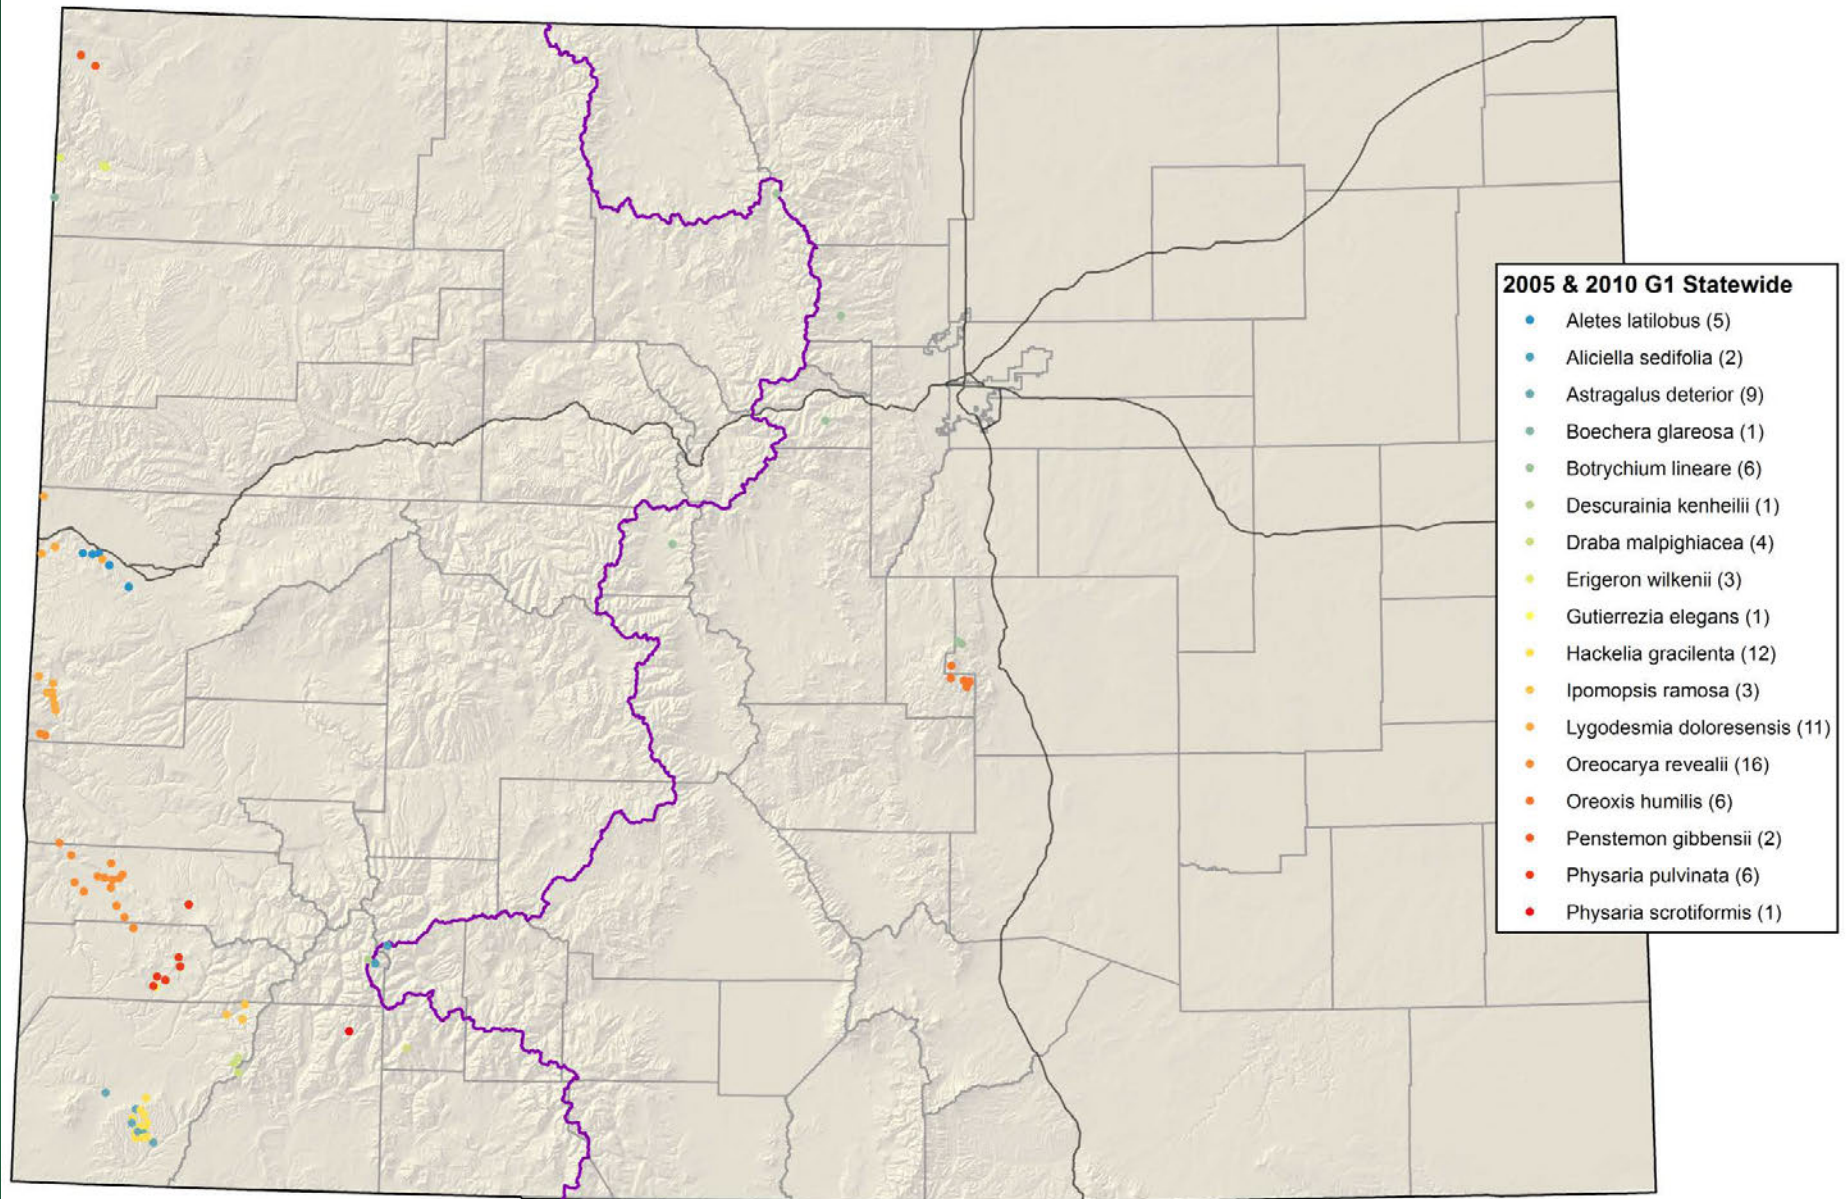 2005 & 2010 G1 Statewide
Aletes latilobus (5)
Aliciella sedifolia (2)
Astragalus deterior (9)
Boechera glareosa (1)
Botrychium lineare (6)
Descurainia kenheilii (1)
Draba malpighiacea (4)
Erigeron wilkenii (3)
Gutierrezia elegans (1)
Hackelia gracilenta (12)
Ipomopsis ramosa (3)
Lygodesmia doloresensis (11)
Oreocarya revealii (16)
Oreoxis humilis (6)
Penstemon gibbensii (2)
Physaria pulvinata (6)
Physaria scrotiformis (1)